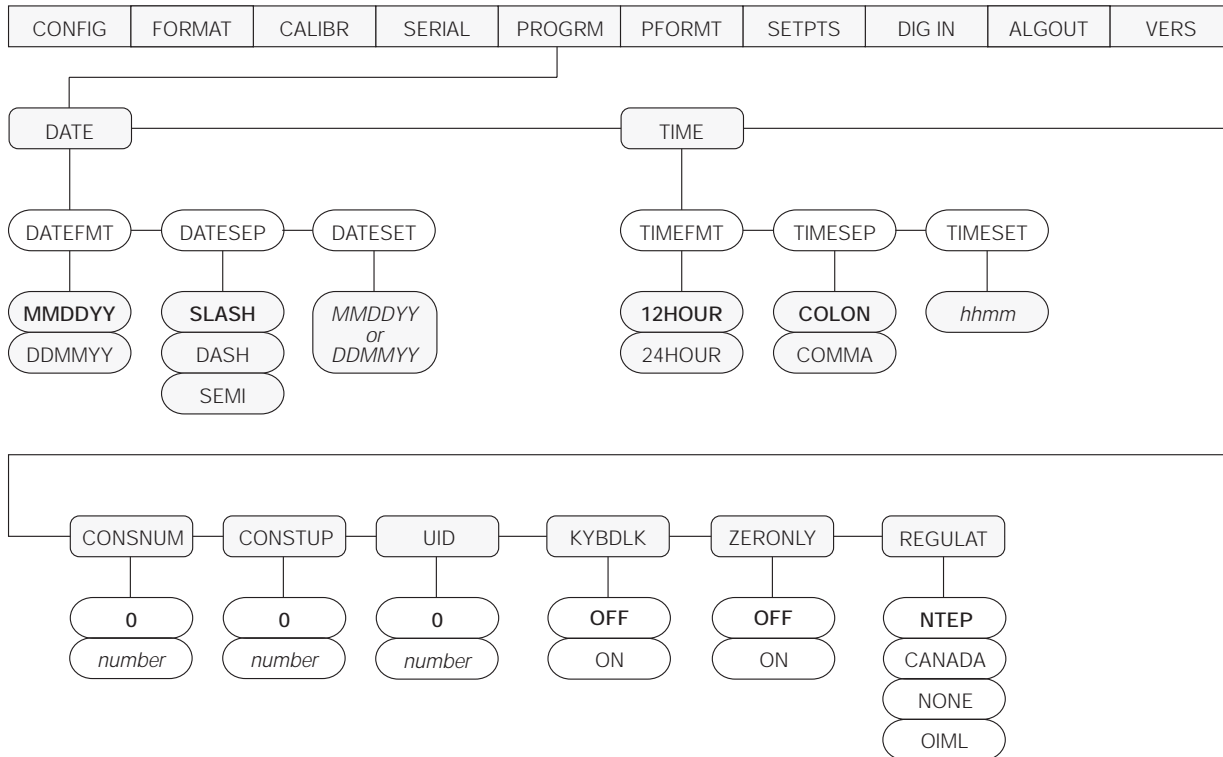 CONFIG FORMAT CALIBR SERIAL PROGRM PFORMT SETPTS DIG IN ALGOUT VERS
DATE TIME
DATEFMT DATESEP DATESET TIMEFMT TIMESEP TIMESET
MMDDYY SLASH MMDDYY 12HOUR COLON hhmm
or
DDMMYY DASH DDMMYY 24HOUR COMMA
SEMI
CONSNUM CONSTUP UID KYBDLK ZERONLY REGULAT
0 0 0 OFF OFF NTEP
number number number ON ON CANADA
NONE
OIML